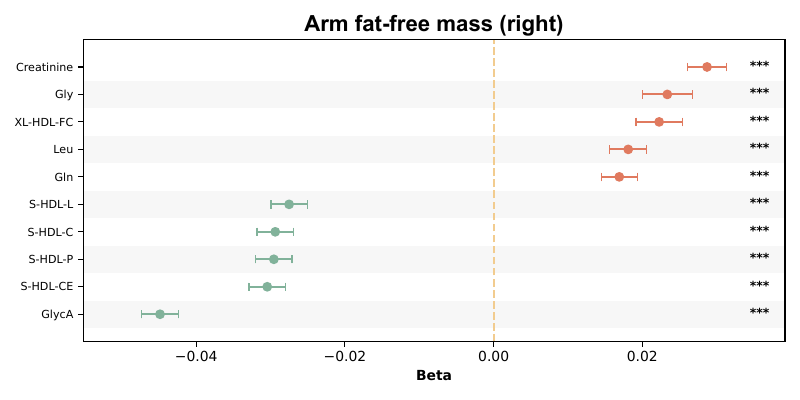 Arm fat-free mass (right)
Creatinine ***
Gly ***
XL-HDL-FC ***
Leu ***
Gln ***
S-HDL-L ***
S-HDL-C ***
S-HDL-P ***
S-HDL-CE ***
GlycA ***
−0.04 −0.02 0.00 0.02
Beta